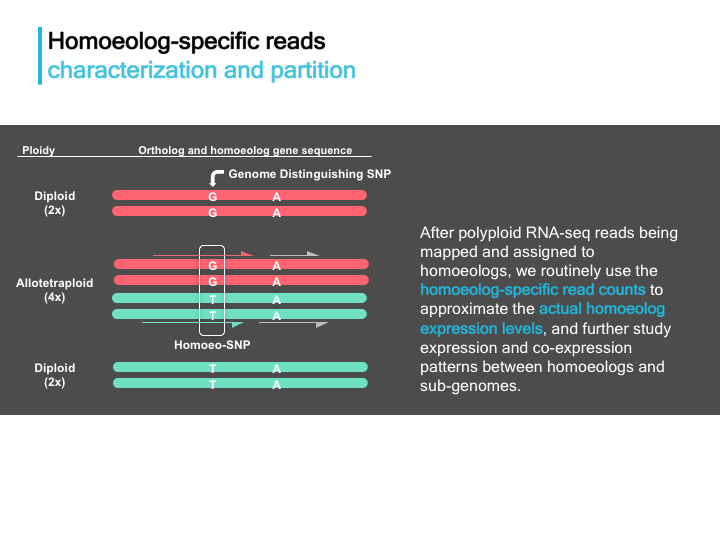 Homoeolog-specific reads
characterization and partition
Ploidy
Ortholog and homoeolog gene sequence
Genome Distinguishing SNP
Diploid
(2x)
G A
G A
Allotetraploid
(4x)
G A
G A
T A
T A
Homoeo-SNP
Diploid
(2x)
T A
T A
After polyploid RNA-seq reads being
mapped and assigned to
homoeologs, we routinely use the
homoeolog-specific read counts to
approximate the actual homoeolog
expression levels, and further study
expression and co-expression
patterns between homoeologs and
sub-genomes.